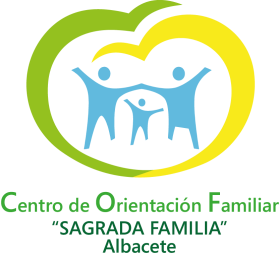 Centro de Orientación Familiar
“SAGRADA FAMILIA”
Albacete